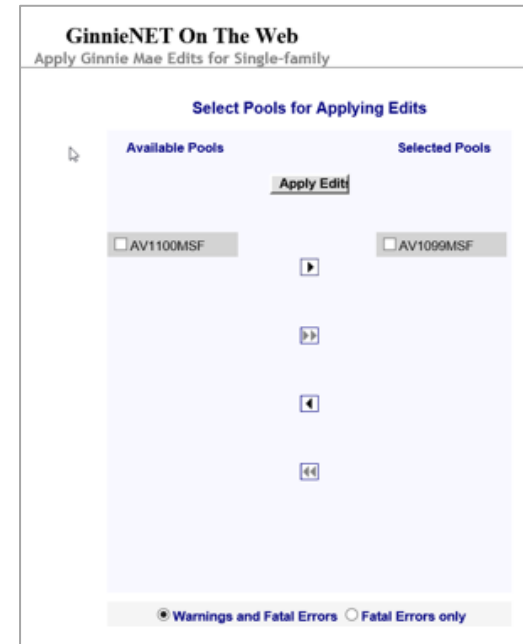 GinnieNET On The Web
Apply Ginnie Mae Edits for Single-family
Select Pools for Applying Edits
Available Pools
Selected Pools
Apply Edits
AV1100MSF
AV1099MSF
Warnings and Fatal Errors
Fatal Errors only